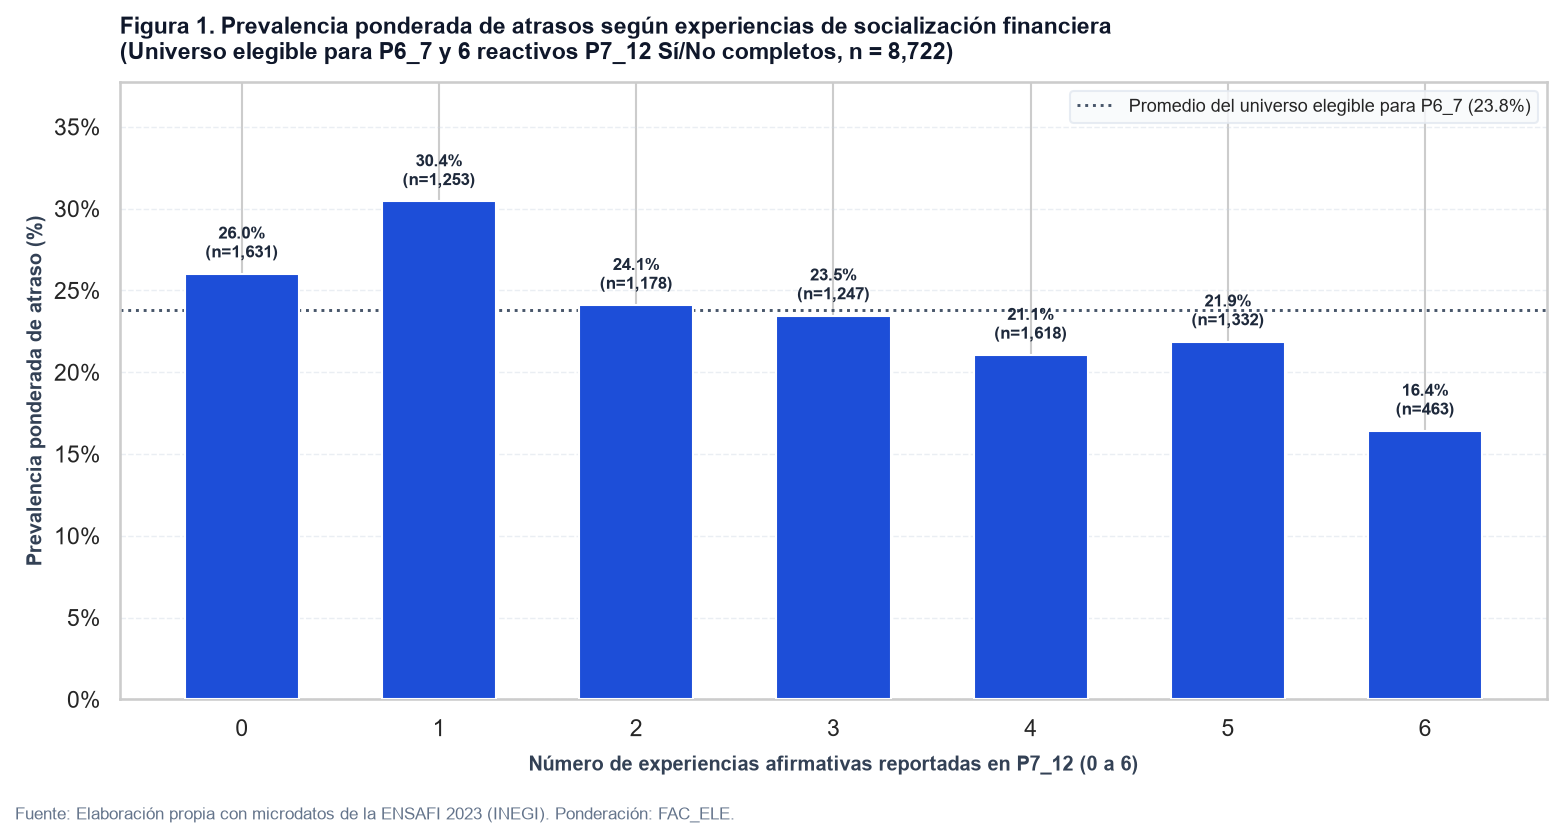 Figura 1. Prevalencia ponderada de atrasos según experiencias de socialización financiera
(Universo elegible para P6_7 y 6 reactivos P7_12 Sí/No completos, n = 8,722)
Promedio del universo elegible para P6_7 (23.8%)
Prevalencia ponderada de atraso (%)
35%
30%
25%
20%
15%
10%
5%
0%
26.0%
(n=1,631)
30.4%
(n=1,253)
24.1%
(n=1,178)
23.5%
(n=1,247)
21.1%
(n=1,618)
21.9%
(n=1,332)
16.4%
(n=463)
0
1
2
3
4
5
6
Número de experiencias afirmativas reportadas en P7_12 (0 a 6)
Fuente: Elaboración propia con microdatos de la ENSAFI 2023 (INEGI). Ponderación: FAC_ELE.